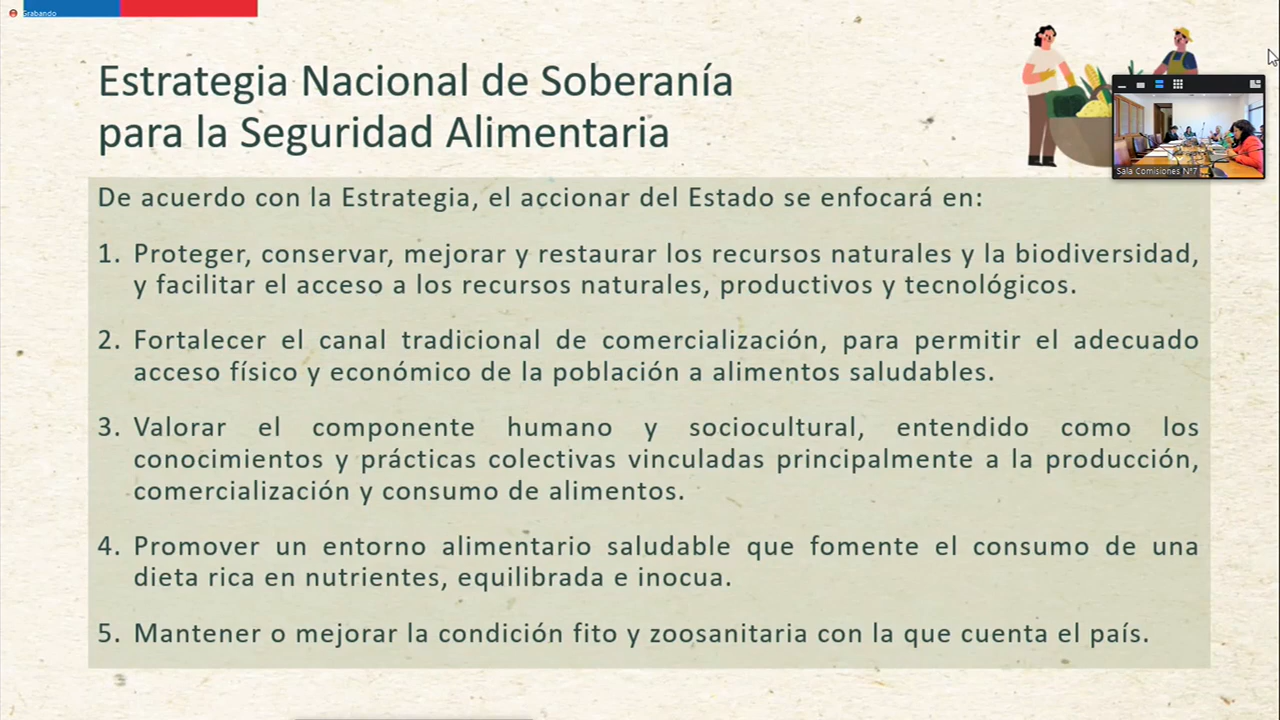 Grabando
Estrategia Nacional de Soberanía
para la Seguridad Alimentaria
Sala Comisiones N°7
De acuerdo con la Estrategia, el accionar del Estado se enfocará en:
1. Proteger, conservar, mejorar y restaurar los recursos naturales y la biodiversidad,
y facilitar el acceso a los recursos naturales, productivos y tecnológicos.
2. Fortalecer el canal tradicional de comercialización, para permitir el adecuado
acceso físico y económico de la población a alimentos saludables.
3. Valorar el componente humano y sociocultural, entendido como los
conocimientos y prácticas colectivas vinculadas principalmente a la producción,
comercialización y consumo de alimentos.
4. Promover un entorno alimentario saludable que fomente el consumo de una
dieta rica en nutrientes, equilibrada e inocua.
5. Mantener o mejorar la condición fito y zoosanitaria con la que cuenta el país.